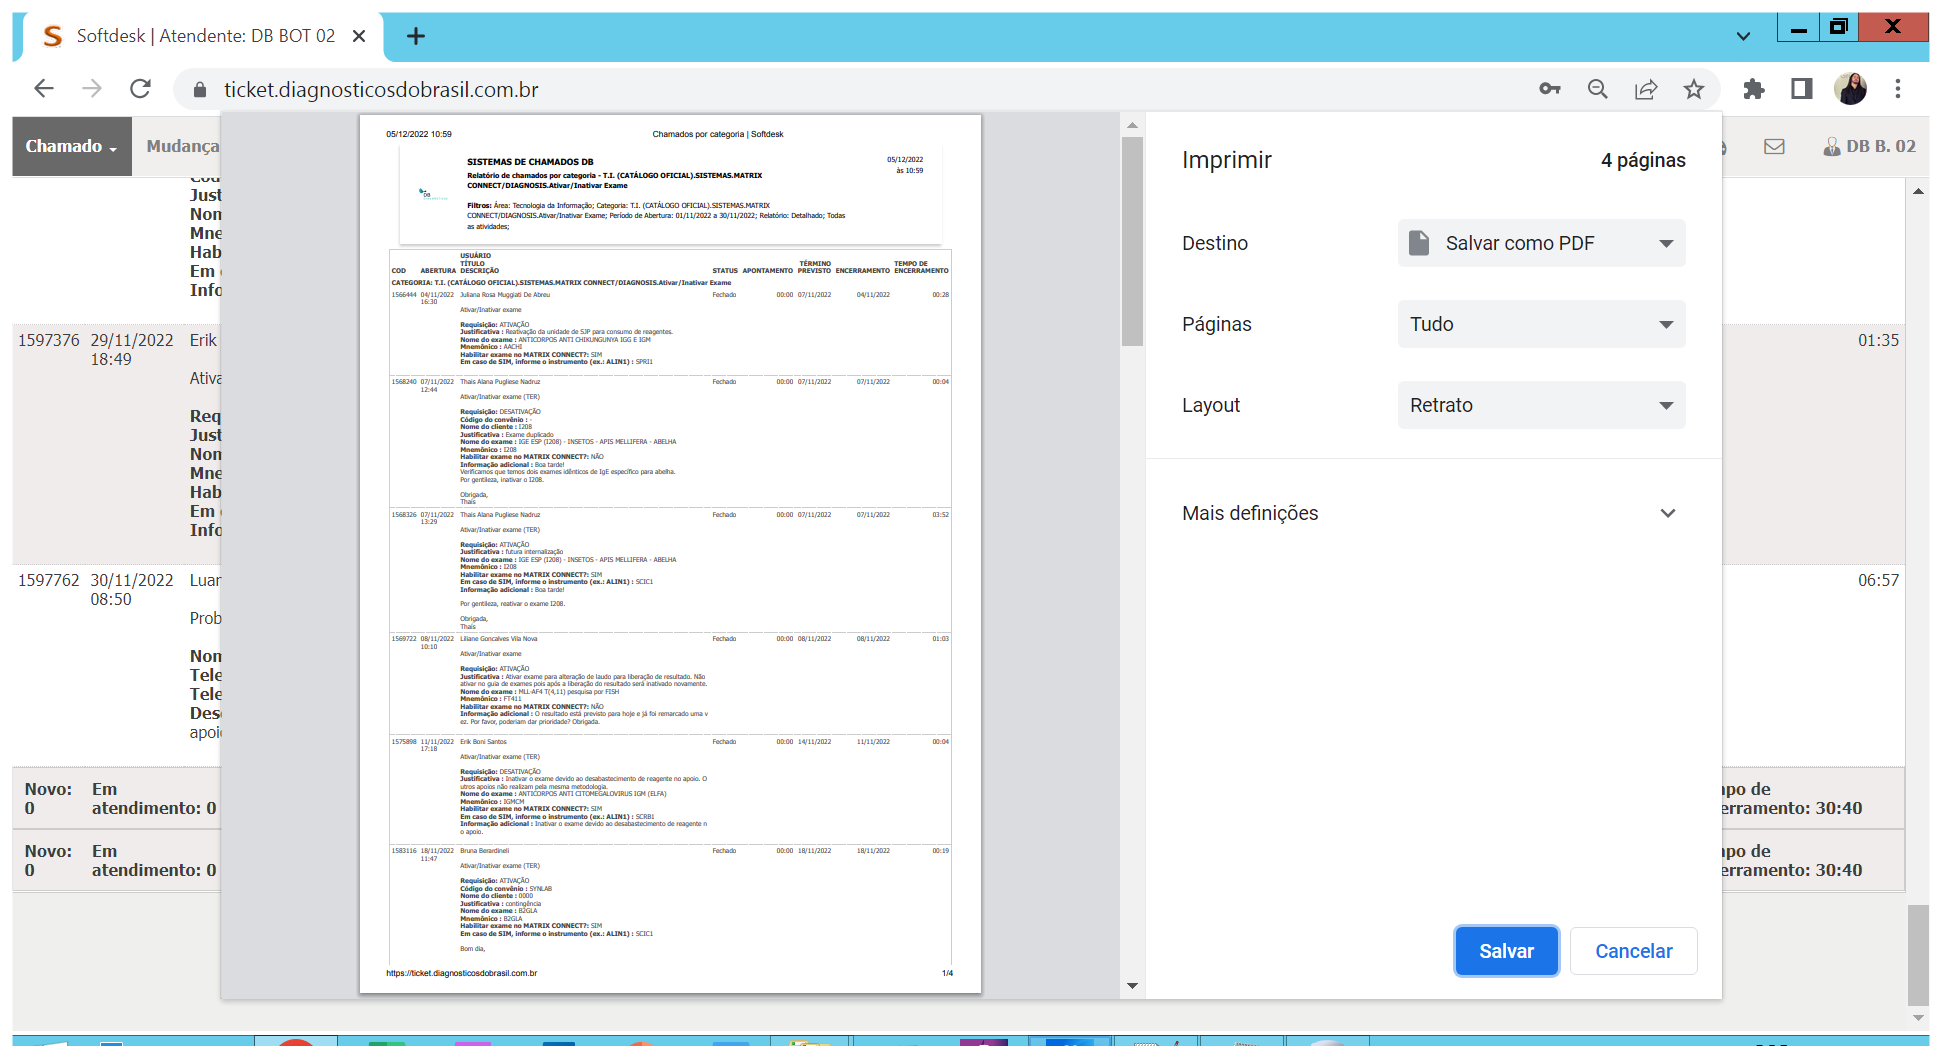 Softdesk | Atendente: DB BOT 02
ticket.diagnosticosdobrasil.com.br
Chamado
Mudança
DB B. 02
Just
Non
Mne
Hab
Em
Info
1597376 29/11/2022 Erik
18:49
01:35
Ativa
Req
Just
Non
Mne
Hab
Em
Info
1597762 30/11/2022 Luar
08:50
06:57
Prob
Non
Tele
Tele
Des
apoi
Novo: Em
0 atendimento: 0
npo de
erramento: 30:40
Novo: Em
0 atendimento: 0
npo de
erramento: 30:40
05/12/2022 10:59 Chamados por categoria | Softdesk
SISTEMAS DE CHAMADOS DB
05/12/2022
às 10:59
Relatório de chamados por categoria - T.I. (CATÁLOGO OFICIAL).SISTEMAS.MATRIX
CONNECT/DIAGNOSIS.Ativar/Inativar Exame
DB
Filtros: Área: Tecnologia da Informação; Categoria: T.I. (CATÁLOGO OFICIAL).SISTEMAS.MATRIX
CONNECT/DIAGNOSIS.Ativar/Inativar Exame; Período de Abertura: 01/11/2022 a 30/11/2022; Relatório: Detalhado; Todas
as atividades;
USUÁRIO
TÍTULO TÉRMINO TEMPO DE
COD ABERTURA DESCRIÇÃO STATUS APONTAMENTO PREVISTO ENCERRAMENTO ENCERRAMENTO
CATEGORIA: T.I. (CATÁLOGO OFICIAL).SISTEMAS.MATRIX CONNECT/DIAGNOSIS.Ativar/Inativar Exame
1566444 04/11/2022 Juliana Rosa Muggiati De Abreu Fechado 00:00 07/11/2022 04/11/2022 00:28
16:30
Ativar/Inativar exame
Requisição: ATIVAÇÃO
Justificativa : Reativação da unidade de SJP para consumo de reagentes.
Nome do exame : ANTICORPOS ANTI CHIKUNGUNYA IGG E IGM
Mnemônico : AACHI
Habilitar exame no MATRIX CONNECT?: SIM
Em caso de SIM, informe o instrumento (ex.: ALIN1) : SPRI1
1568240 07/11/2022 Thais Alana Pugliese Nadruz Fechado 00:00 07/11/2022 07/11/2022 00:04
12:44
Ativar/Inativar exame (TER)
Requisição: DESATIVAÇÃO
Código do convênio : -
Nome do cliente : I208
Justificativa : Exame duplicado
Nome do exame : IGE ESP (I208) - INSETOS - APIS MELLIFERA - ABELHA
Mnemônico : I208
Habilitar exame no MATRIX CONNECT?: NÃO
Informação adicional : Boa tarde!
Verificamos que temos dois exames idênticos de IgE específico para abelha.
Por gentileza, inativar o I208.
Obrigada,
Thais
1568326 07/11/2022 Thais Alana Pugliese Nadruz Fechado 00:00 07/11/2022 07/11/2022 03:52
13:29
Ativar/Inativar exame (TER)
Requisição: ATIVAÇÃO
Justificativa : futura internalização
Nome do exame : IGE ESP (I208) - INSETOS - APIS MELLIFERA - ABELHA
Mnemônico : I208
Habilitar exame no MATRIX CONNECT?: SIM
Em caso de SIM, informe o instrumento (ex.: ALIN1) : SCIC1
Informação adicional : Boa tarde!
Por gentileza, reativar o exame I208.
Obrigada,
Thais
1569722 08/11/2022 Liliane Goncalves Vila Nova Fechado 00:00 08/11/2022 08/11/2022 01:03
10:10
Ativar/Inativar exame
Requisição: ATIVAÇÃO
Justificativa : Ativar exame para alteração de laudo para liberação de resultado. Não
ativar no guia de exames pois após a liberação do resultado será inativado novamente.
Nome do exame : MLL-AF4 T(4,11) pesquisa por FISH
Mnemônico : FT411
Habilitar exame no MATRIX CONNECT?: NÃO
Informação adicional : O resultado está previsto para hoje e já foi remarcado uma v
ez. Por favor, poderiam dar prioridade? Obrigada.
1575898 11/11/2022 Erik Boni Santos Fechado 00:00 14/11/2022 11/11/2022 00:04
17:18
Ativar/Inativar exame (TER)
Requisição: DESATIVAÇÃO
Justificativa : Inativar o exame devido ao desabastecimento de reagente no apoio. O
utros apoios não realizam pela mesma metodologia.
Nome do exame : ANTICORPOS ANTI CITOMEGALOVIRUS IGM (ELFA)
Mnemônico : IGMCM
Habilitar exame no MATRIX CONNECT?: SIM
Em caso de SIM, informe o instrumento (ex.: ALIN1) : SCRB1
Informação adicional : Inativar o exame devido ao desabastecimento de reagente n
o apoio.
1583116 18/11/2022 Bruna Berardineli Fechado 00:00 18/11/2022 18/11/2022 00:19
11:47
Ativar/Inativar exame (TER)
Requisição: ATIVAÇÃO
Código do convênio : SYNLAB
Nome do cliente : 0000
Justificativa : contingência
Nome do exame : B2GLA
Mnemônico : B2GLA
Habilitar exame no MATRIX CONNECT?: SIM
Em caso de SIM, informe o instrumento (ex.: ALIN1) : SCIC1
Bom dia,
https://ticket.diagnosticosdobrasil.com.br 1/4
Imprimir 4 páginas
Destino Salvar como PDF
Páginas Tudo
Layout Retrato
Mais definições
Salvar Cancelar